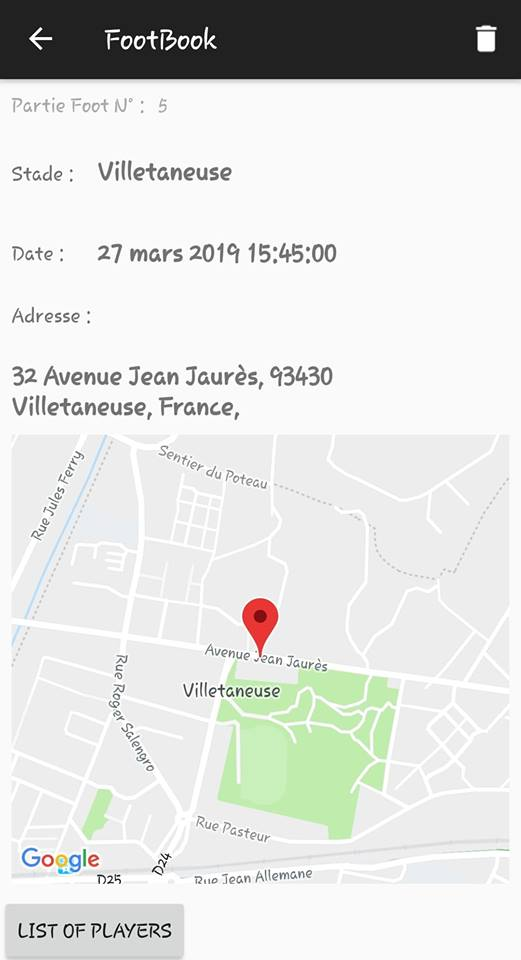 FootBook
Partie Foot N° : 5
Stade : Villetaneuse
Date : 27 mars 2019 15:45:00
Adresse :
32 Avenue Jean Jaurès, 93430
Villetaneuse, France,
Sentier du Poteau
Rue Jules Ferry
Avenue Jean Jaurès
Villetaneuse
Rue Roger Salengro
Rue Pasteur
Google
D24
D25
Rue Jean Allemane
LIST OF PLAYERS